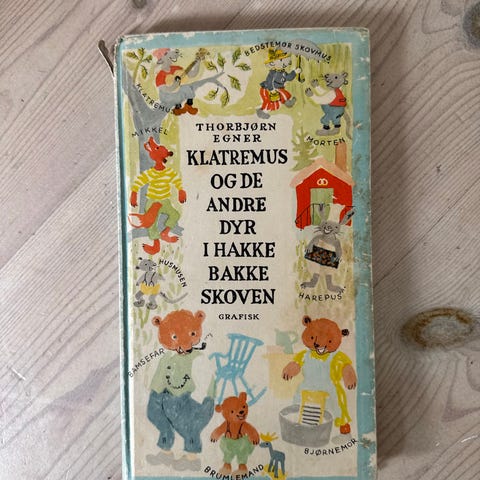 BEDSTEMOR SKOVMUS
KLATREMUS
MIKKEL
MORTEN
THORBJØRN
EGNER
KLATREMUS
OG DE
ANDRE
DYR
I HAKKE
BAKKE
SKOVEN
GRAFISK
HUSMUSEN
HAREPUS
BAMSEFAR
BJØRNEMOR
BRUMLEMAND